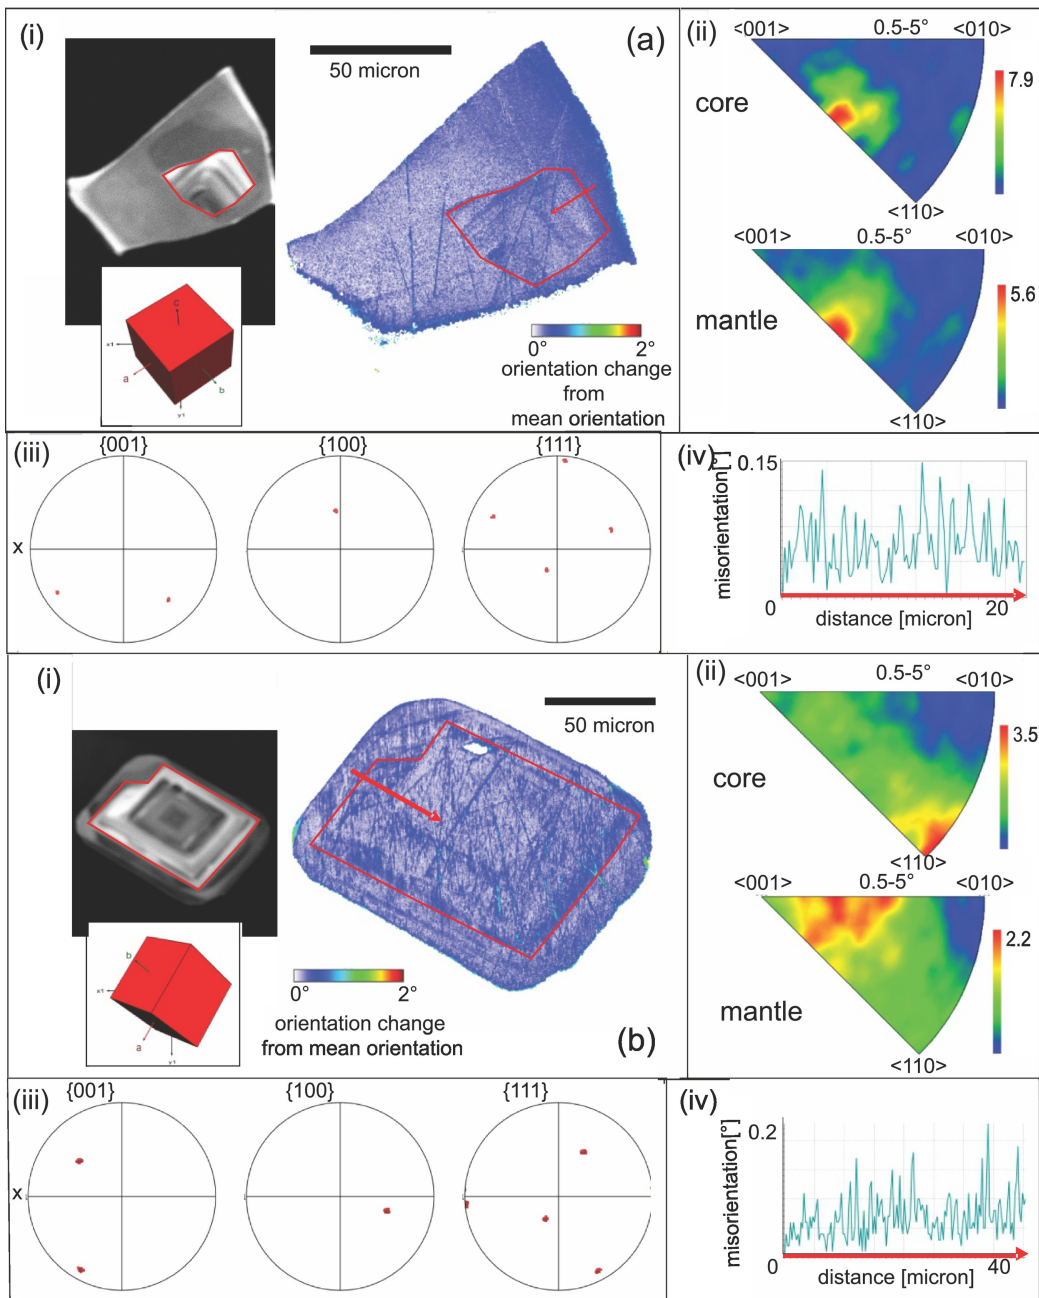 (i)
50 micron
(a)
c
x1
a
b
y1
0° 2°
orientation change
from
mean orientation
(ii)
<001> 0.5-5° <010>
core
7.9
<110>
<001> 0.5-5° <010>
mantle
5.6
<110>
(iii)
{001} {100} {111}
x
(iv)
misorientation[°]
0.15
0 20
distance [micron]
(i)
50 micron
b
x1
a
y1
0° 2°
orientation change
from mean orientation
(b)
(ii)
<001> 0.5-5° <010>
core
3.5
<110>
<001> 0.5-5° <010>
mantle
2.2
<110>
(iii)
{001} {100} {111}
x
(iv)
misorientation[°]
0.2
0 40
distance [micron]